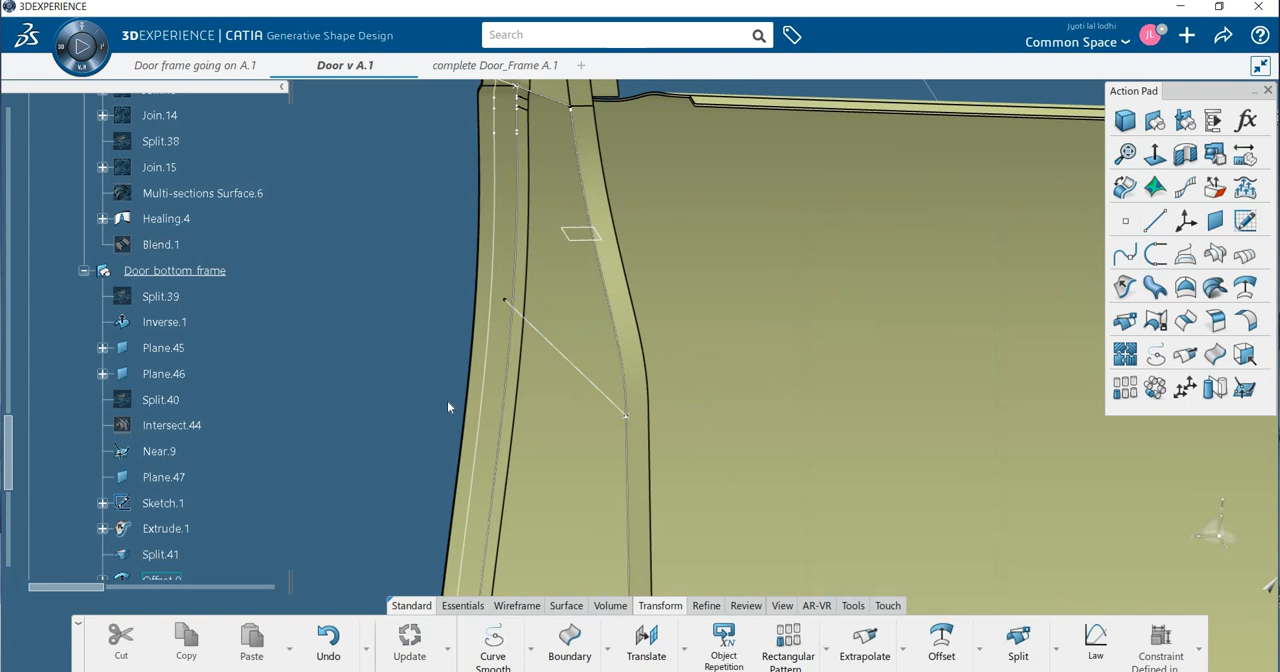 3DEXPERIENCE
3DEXPERIENCE | CATIA Generative Shape Design
3D
V.R
Search
Jyoti lal lodhi
Common Space
JL
Door frame going on A.1
Door v A.1
complete Door_Frame A.1
Action Pad
fx
Join.14
Split.38
Join.15
Multi-sections Surface.6
Healing.4
Blend.1
Door bottom frame
Split.39
Inverse.1
Plane.45
Plane.46
Split.40
Intersect.44
Near.9
Plane.47
Sketch.1
Extrude.1
Split.41
Offset.9
Standard Essentials Wireframe Surface Volume Transform Refine Review View AR-VR Tools Touch
Cut
Copy
Paste
Undo
Update
Curve Smooth
Boundary
Translate
Object Repetition
Rectangular Pattern
Extrapolate
Offset
Split
Law
Constraint Defined in